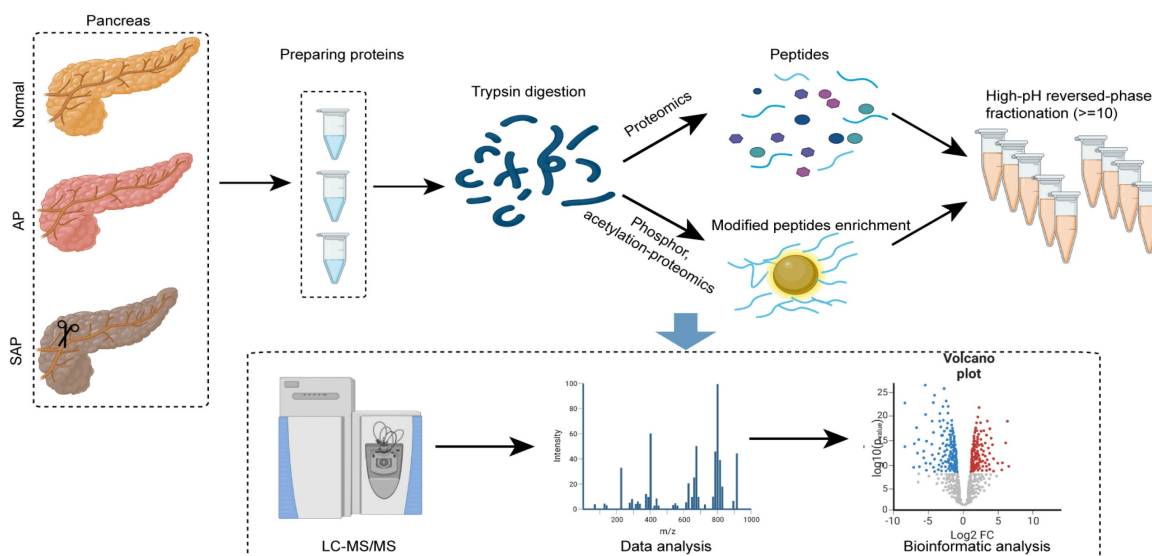 Pancreas
Normal
AP
SAP
Preparing proteins
Trypsin digestion
Proteomics
Phosphor,
acetylation-proteomics
Peptides
Modified peptides enrichment
High-pH reversed-phase
fractionation (>=10)
LC-MS/MS
100
80
60
40
20
0
Intensity
200
400
600
800
1000
m/z
Data analysis
Volcano
plot
25
20
15
10
5
0
log10(Pvalue)
-10
-5
0
5
10
Log2 FC
Bioinformatic analysis